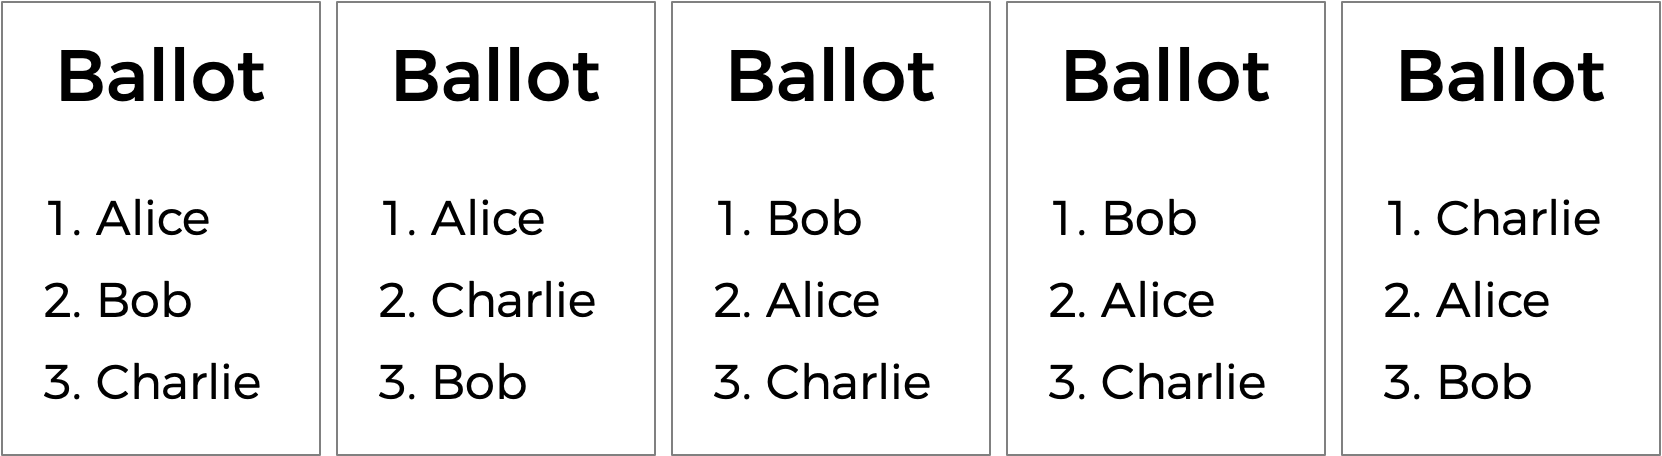 Ballot
1. Alice
2. Bob
3. Charlie
Ballot
1. Alice
2. Charlie
3. Bob
Ballot
1. Bob
2. Alice
3. Charlie
Ballot
1. Bob
2. Alice
3. Charlie
Ballot
1. Charlie
2. Alice
3. Bob